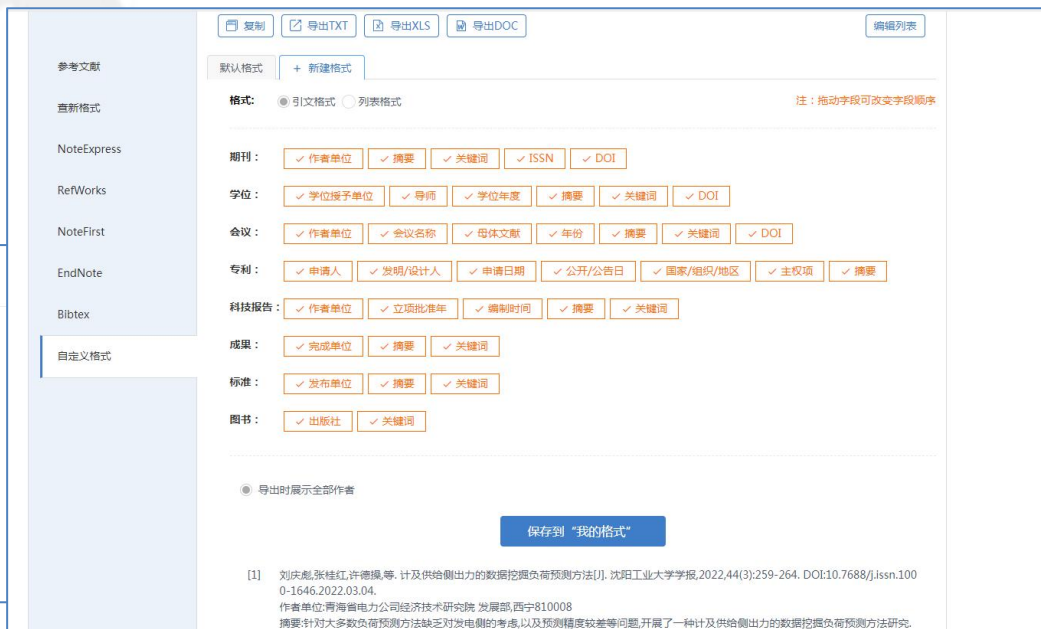 复制 导出TXT 导出XLS 导出DOC 编辑列表
参考文献
查新格式
NoteExpress
RefWorks
NoteFirst
EndNote
Bibtex
自定义格式
默认格式 + 新建格式
格式: 引文格式 列表格式 注：拖动字段可改变字段顺序
期刊： 作者单位 摘要 关键词 ISSN DOI
学位： 学位授予单位 导师 学位年度 摘要 关键词 DOI
会议： 作者单位 会议名称 母体文献 年份 摘要 关键词 DOI
专利： 申请人 发明/设计人 申请日期 公开/公告日 国家/组织/地区 主权项 摘要
科技报告： 作者单位 立项批准年 编制时间 摘要 关键词
成果： 完成单位 摘要 关键词
标准： 发布单位 摘要 关键词
图书： 出版社 关键词
导出时展示全部作者
保存到“我的格式”
[1] 刘庆彪,张桂红,许德操,等. 计及供给侧出力的数据挖掘负荷预测方法[J]. 沈阳工业大学学报,2022,44(3):259-264. DOI:10.7688/j.issn.100
0-1646.2022.03.04.
作者单位:青海省电力公司经济技术研究院 发展部,西宁810008
摘要:针对大多数负荷预测方法缺乏对发电侧的考虑,以及预测精度较差等问题,开展了一种计及供给侧出力的数据挖掘负荷预测方法研究.